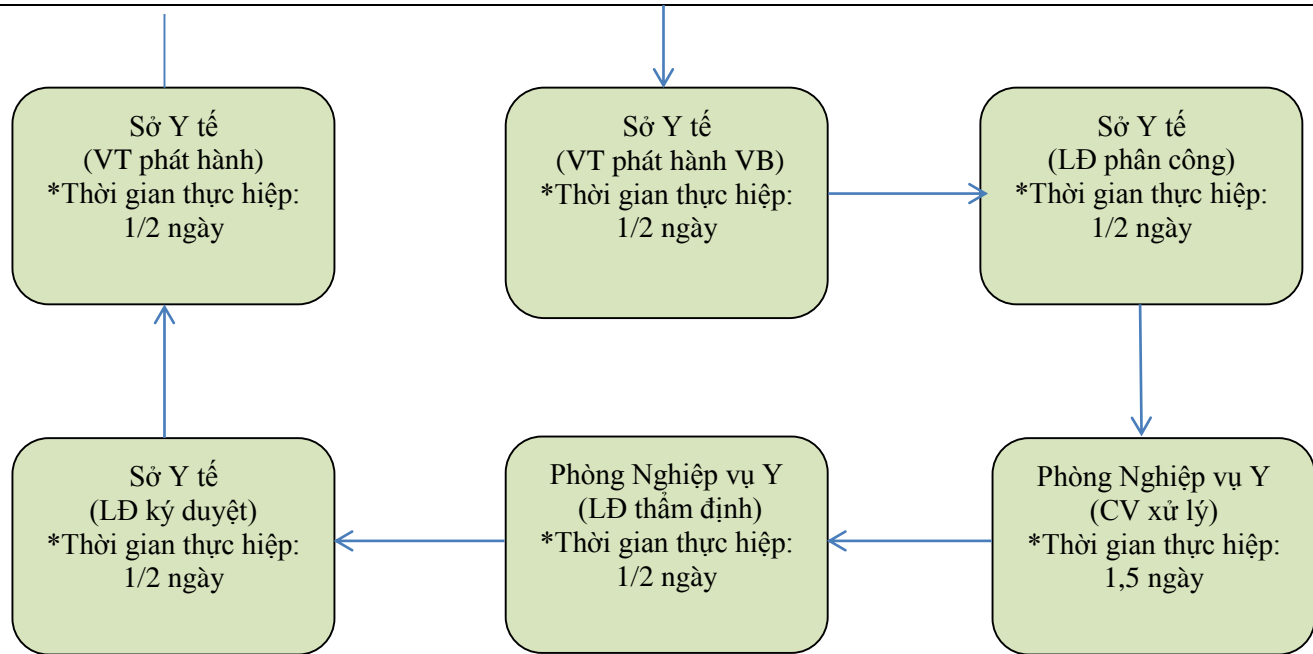 Sở Y tế
(VT phát hành)
*Thời gian thực hiệp:
1/2 ngày
Sở Y tế
(VT phát hành VB)
*Thời gian thực hiệp:
1/2 ngày
Sở Y tế
(LĐ phân công)
*Thời gian thực hiệp:
1/2 ngày
Sở Y tế
(LĐ ký duyệt)
*Thời gian thực hiệp:
1/2 ngày
Phòng Nghiệp vụ Y
(LĐ thẩm định)
*Thời gian thực hiệp:
1/2 ngày
Phòng Nghiệp vụ Y
(CV xử lý)
*Thời gian thực hiệp:
1,5 ngày